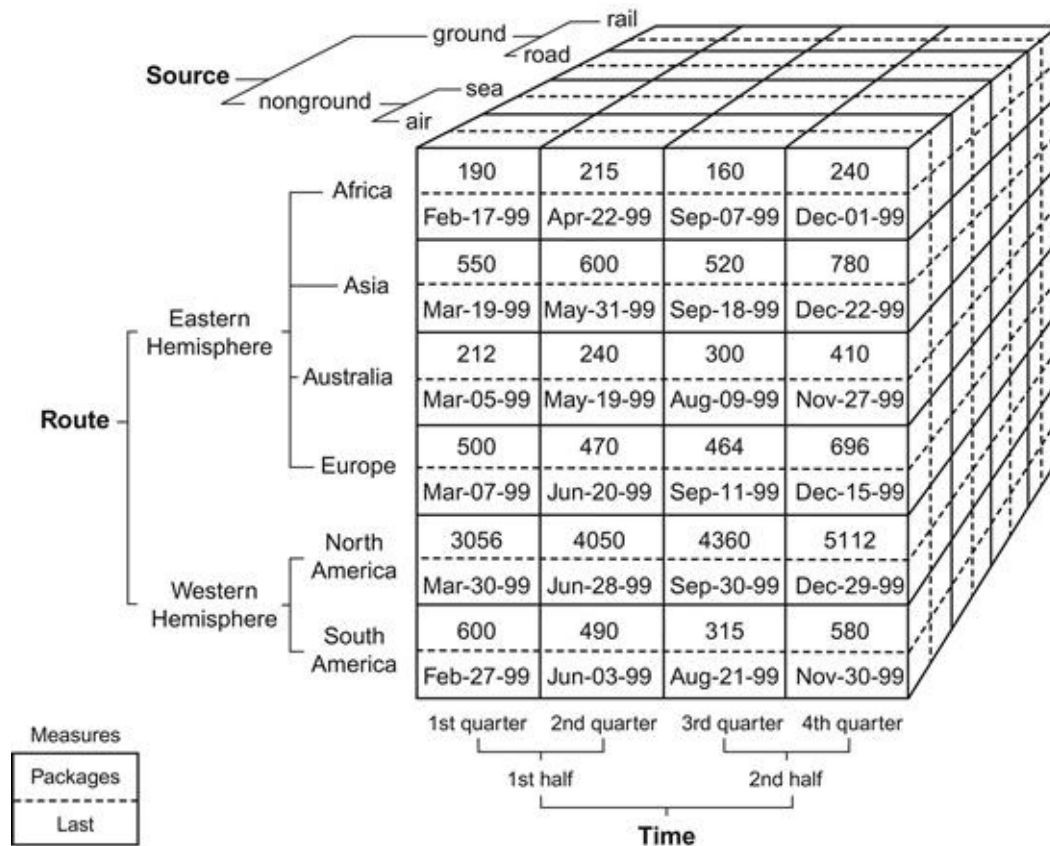 rail
ground
road
Source
sea
nonground
air
190 215 160 240
Africa
Feb-17-99 Apr-22-99 Sep-07-99 Dec-01-99
550 600 520 780
Asia
Mar-19-99 May-31-99 Sep-18-99 Dec-22-99
Eastern
Hemisphere
212 240 300 410
Australia
Mar-05-99 May-19-99 Aug-09-99 Nov-27-99
Route
500 470 464 696
Europe
Mar-07-99 Jun-20-99 Sep-11-99 Dec-15-99
North
America
3056 4050 4360 5112
Mar-30-99 Jun-28-99 Sep-30-99 Dec-29-99
Western
Hemisphere
South
America
600 490 315 580
Feb-27-99 Jun-03-99 Aug-21-99 Nov-30-99
1st quarter 2nd quarter 3rd quarter 4th quarter
Measures
Packages
Last
1st half 2nd half
Time